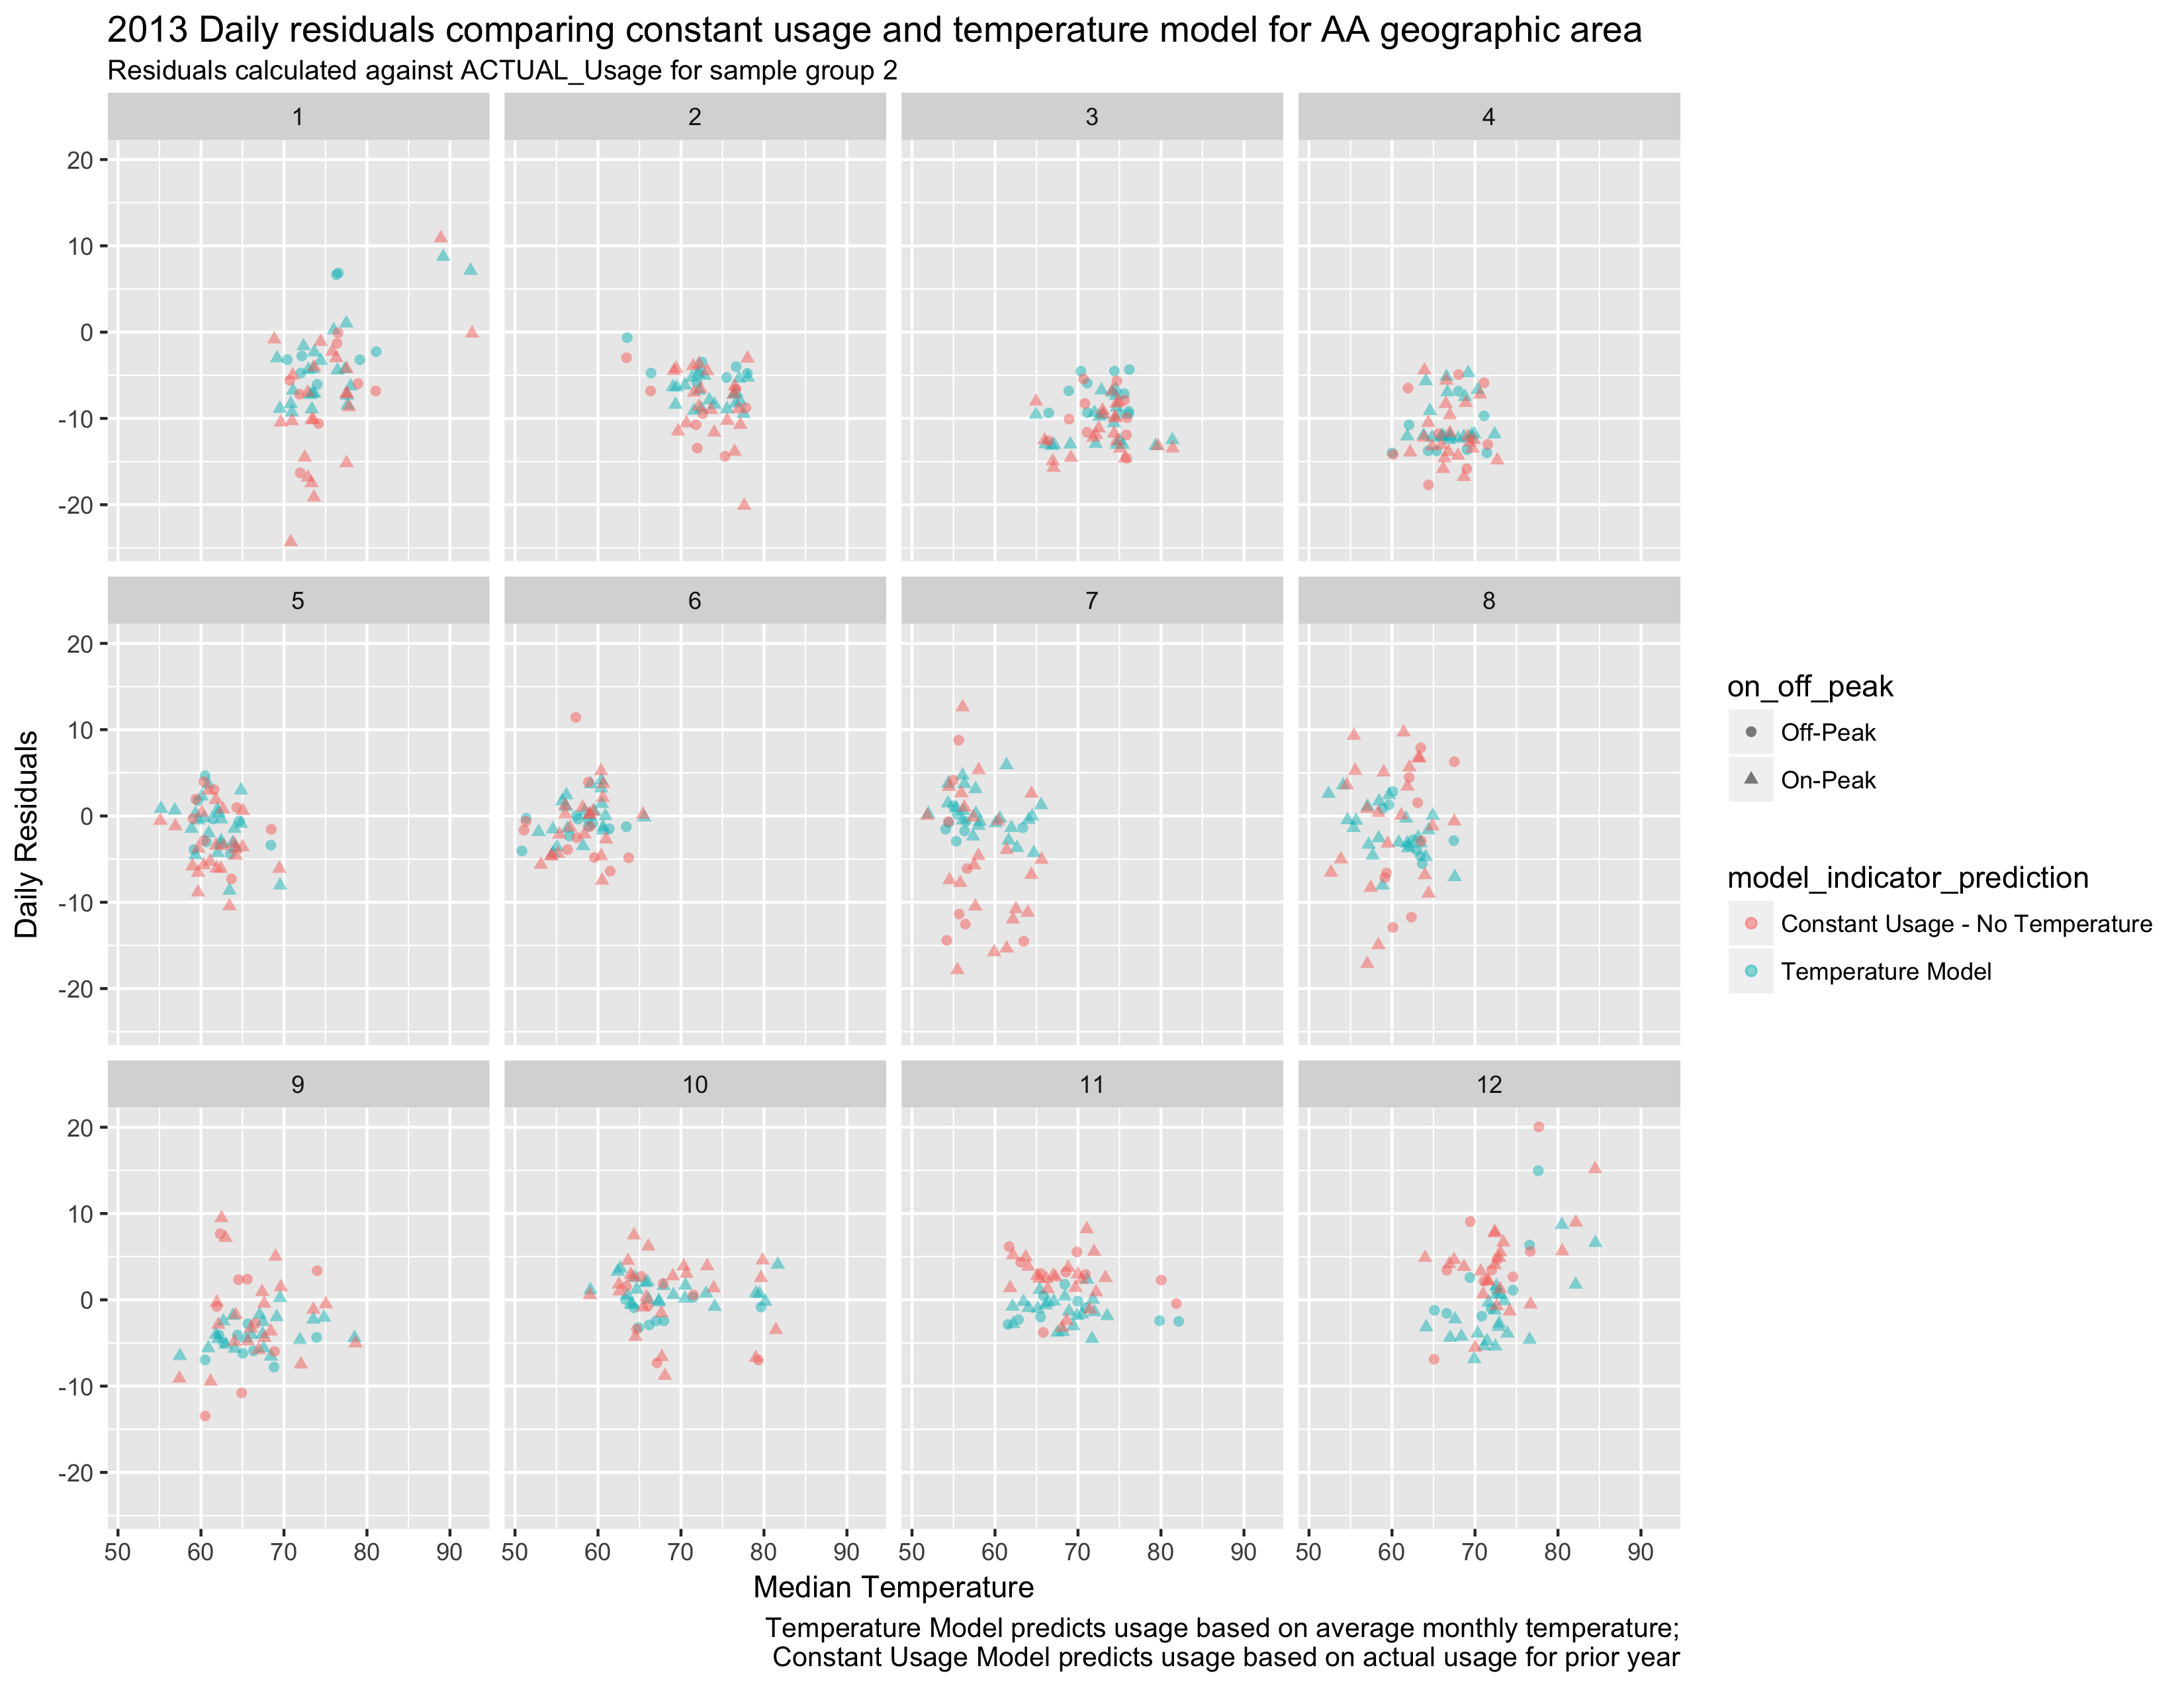 2013 Daily residuals comparing constant usage and temperature model for AA geographic area
Residuals calculated against ACTUAL_Usage for sample group 2
1 2 3 4
20
10
0
-10
-20
5 6 7 8
20
10
0
-10
-20
9 10 11 12
20
10
0
-10
-20
50 60 70 80 90 50 60 70 80 90 50 60 70 80 90 50 60 70 80 90
Daily Residuals
Median Temperature
on_off_peak
Off-Peak
On-Peak
model_indicator_prediction
Constant Usage - No Temperature
Temperature Model
Temperature Model predicts usage based on average monthly temperature;
Constant Usage Model predicts usage based on actual usage for prior year